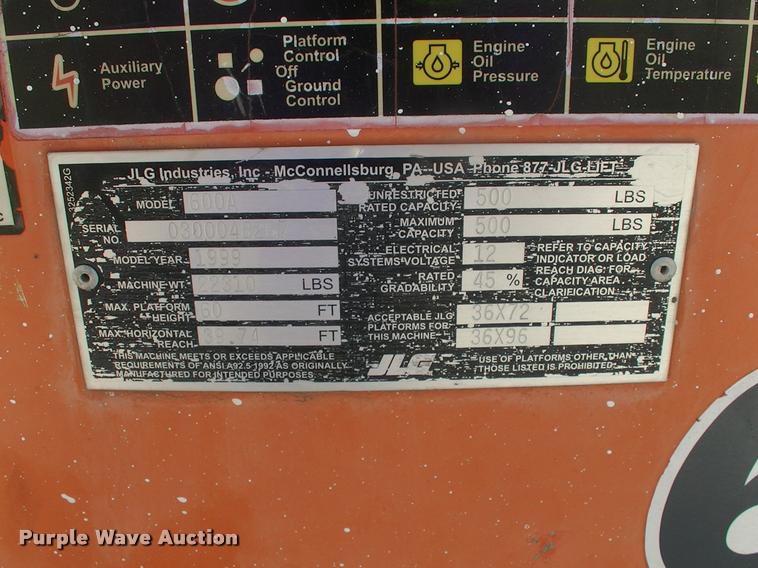 Auxiliary
Power
Platform
Control
Off
Ground
Control
Engine
Oil
Pressure
Engine
Oil
Temperature
3252342G
JLG Industries, Inc - McConnellsburg, PA - USA Phone 877-JLG-LIFT
MODEL 600A
SERIAL
NO.
MODEL YEAR 1999
MACHINE WT. 22310 LBS
MAX. PLATFORM
HEIGHT 60 FT
MAX. HORIZONTAL
REACH 39.74 FT
THIS MACHINE MEETS OR EXCEEDS APPLICABLE
REQUIREMENTS OF ANSI A92.5-1992 AS ORIGINALLY
MANUFACTURED FOR INTENDED PURPOSES.
UNRESTRICTED
RATED CAPACITY 500 LBS
MAXIMUM
CAPACITY 500 LBS
ELECTRICAL
SYSTEMS VOLTAGE 12
RATED
GRADABILITY 45 %
REFER TO CAPACITY
INDICATOR OR LOAD
REACH DIAG. FOR
CAPACITY AREA
CLARIFICATION.
ACCEPTABLE JLG
PLATFORMS FOR
THIS MACHINE
36X72
36X96
JLG
USE OF PLATFORMS OTHER THAN
THOSE LISTED IS PROHIBITED
Purple Wave Auction